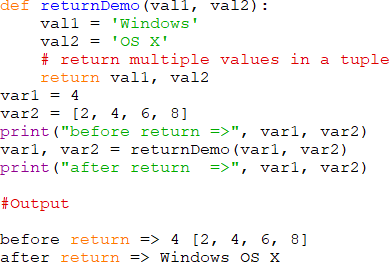 def returnDemo(val1, val2):
    val1 = 'Windows'
    val2 = 'OS X'
    # return multiple values in a tuple
    return val1, val2
var1 = 4
var2 = [2, 4, 6, 8]
print("before return =>", var1, var2)
var1, var2 = returnDemo(var1, var2)
print("after return  =>", var1, var2)

#Output

before return => 4 [2, 4, 6, 8]
after return => Windows OS X